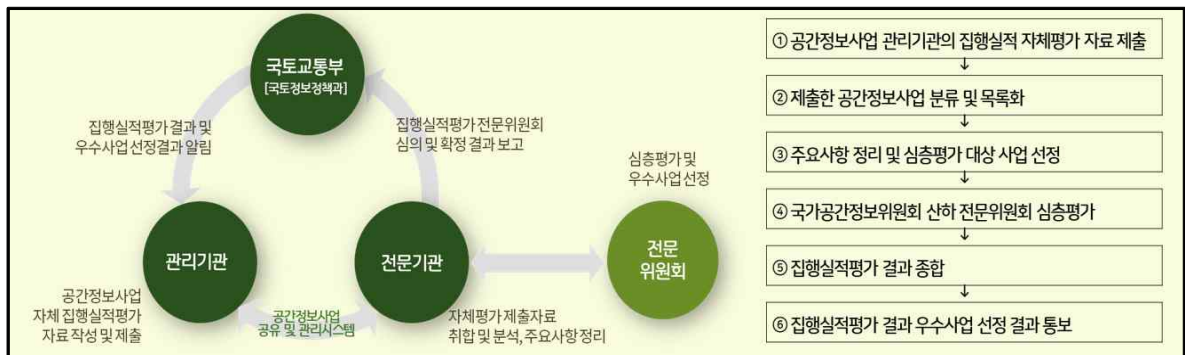 국토교통부
[국토정보정책과]
집행실적평가 결과 및
우수사업 선정결과 알림
집행실적평가 전문위원회
심의 및 확정 결과 보고
심층평가 및
우수사업 선정
관리기관
전문기관
전문
위원회
공간정보사업
자체 집행실적평가
자료 작성 및 제출
공간정보사업
공유 및 관리시스템
자체평가 제출자료
취합 및 분석, 주요사항 정리
① 공간정보사업 관리기관의 집행실적 자체평가 자료 제출
↓
② 제출한 공간정보사업 분류 및 목록화
↓
③ 주요사항 정리 및 심층평가 대상 사업 선정
↓
④ 국가공간정보위원회 산하 전문위원회 심층평가
↓
⑤ 집행실적평가 결과 종합
↓
⑥ 집행실적평가 결과 우수사업 선정 결과 통보